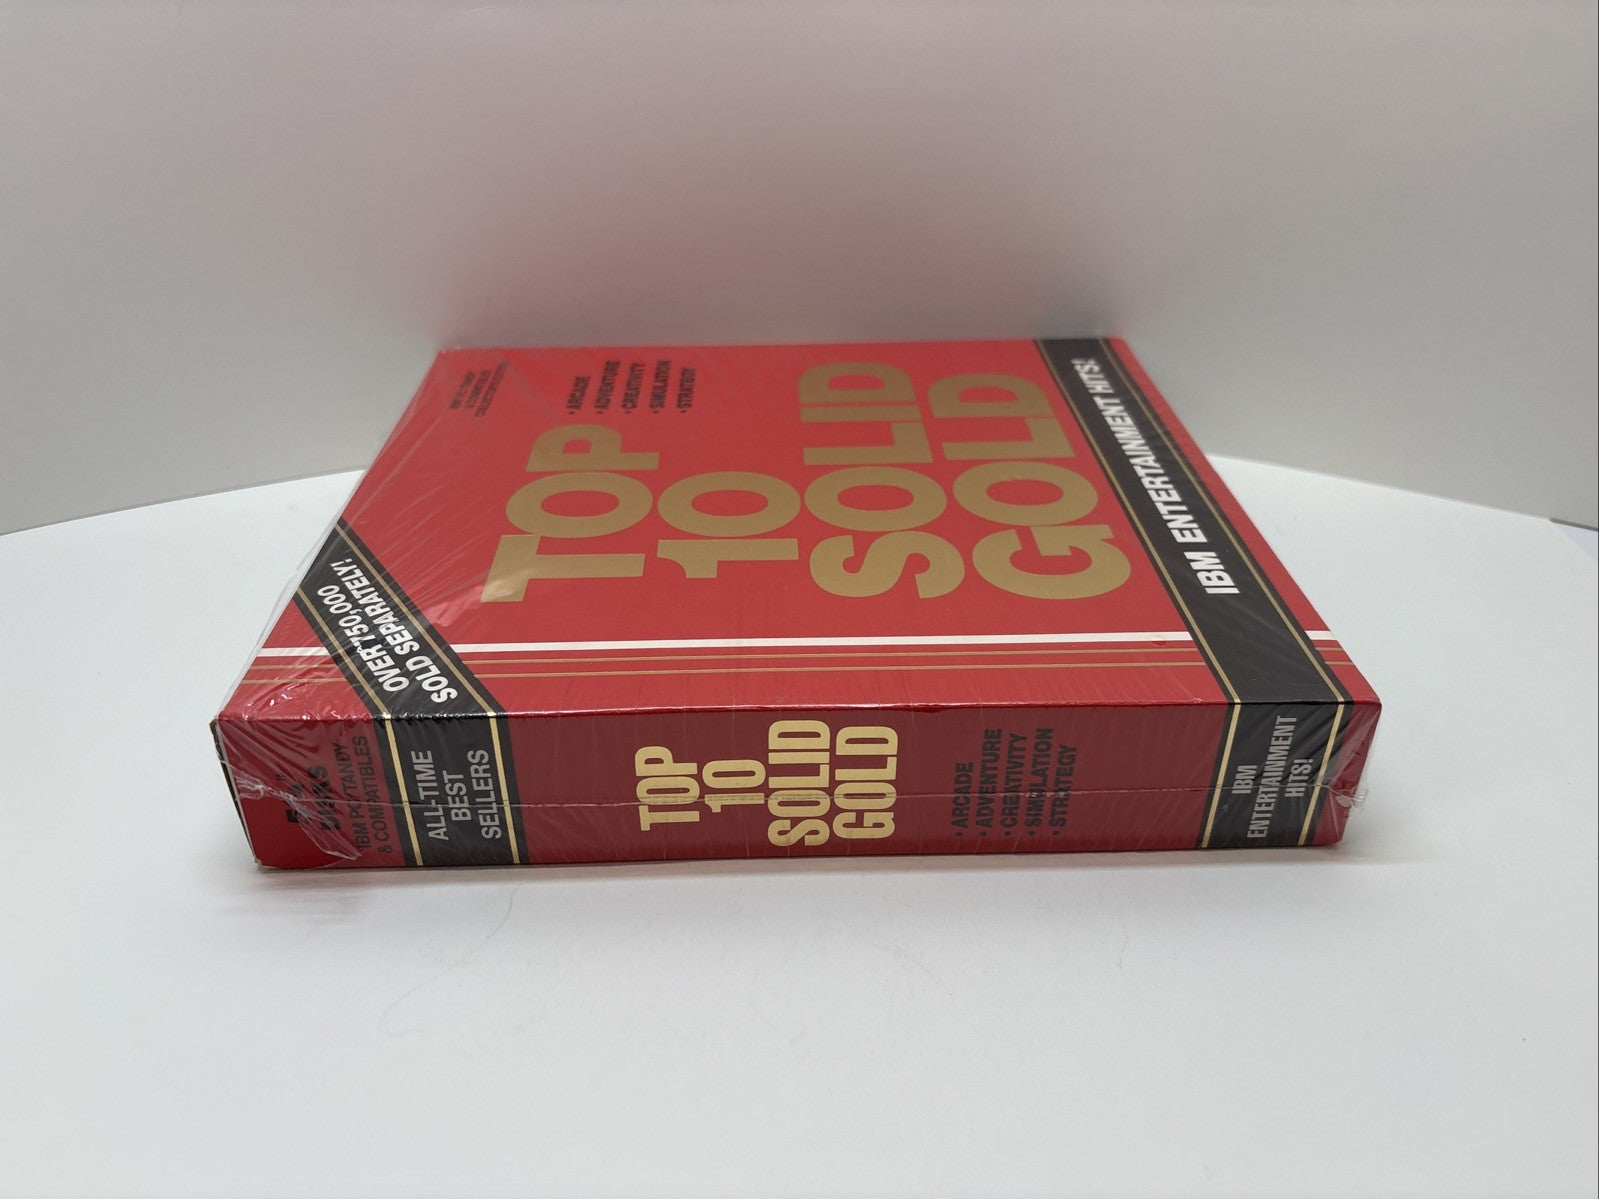 • ARCADE
• ADVENTURE
• CREATIVITY
• SIMULATION
• STRATEGY
TOP
10
SOLID
GOLD
IBM ENTERTAINMENT HITS!
OVER 750,000
SOLD SEPARATELY!
IBM PC/TANDY
& COMPATIBLES
ALL-TIME
BEST
SELLERS
TOP
10
SOLID
GOLD
• ARCADE
• ADVENTURE
• CREATIVITY
• SIMULATION
• STRATEGY
IBM
ENTERTAINMENT
HITS!